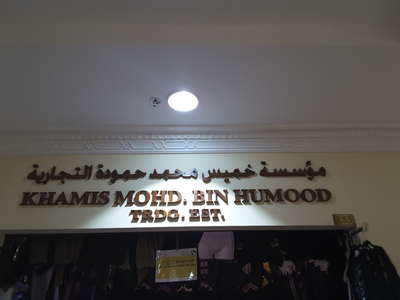 مؤسسة خميس محمد حمودة التجارية
KHAMIS MOHD. BIN HUMOOD
TRDG. EST.